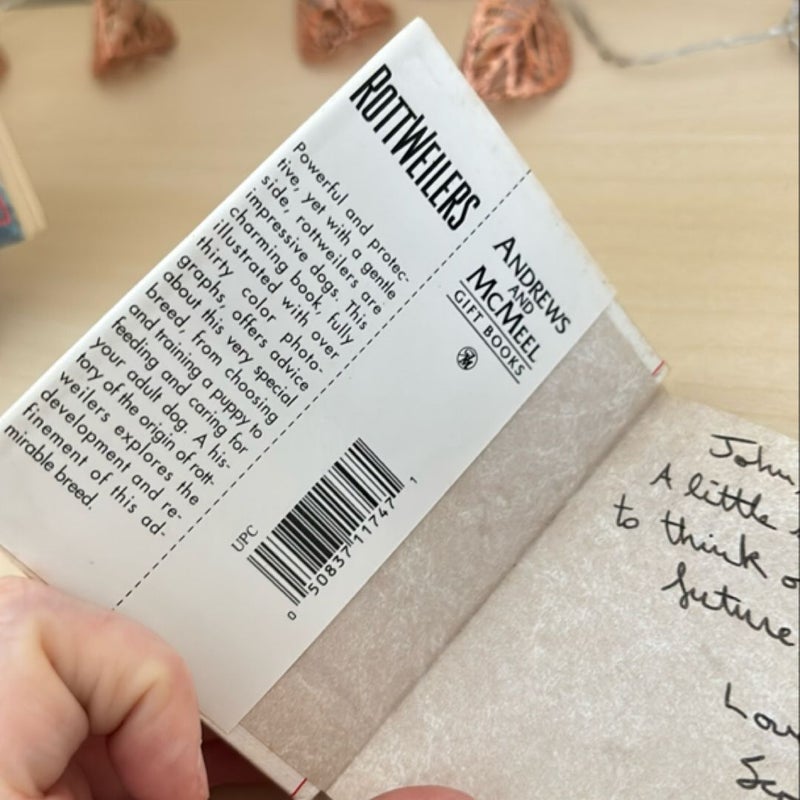 ROTTWEILERS
Powerful and protec-
tive, yet with a gentle
side, rottweilers are
impressive dogs. This
charming book, fully
illustrated with over
thirty color photo-
graphs, offers advice
about this very special
breed, from choosing
and training a puppy to
feeding and caring for
your adult dog. A his-
tory of the origin of rott-
weilers explores the
development and re-
finement of this ad-
mirable breed.
ANDREWS
AND
MCMEEL
GIFT BOOKS
UPC
0 50837 11747 1
John,
A little
to think
future